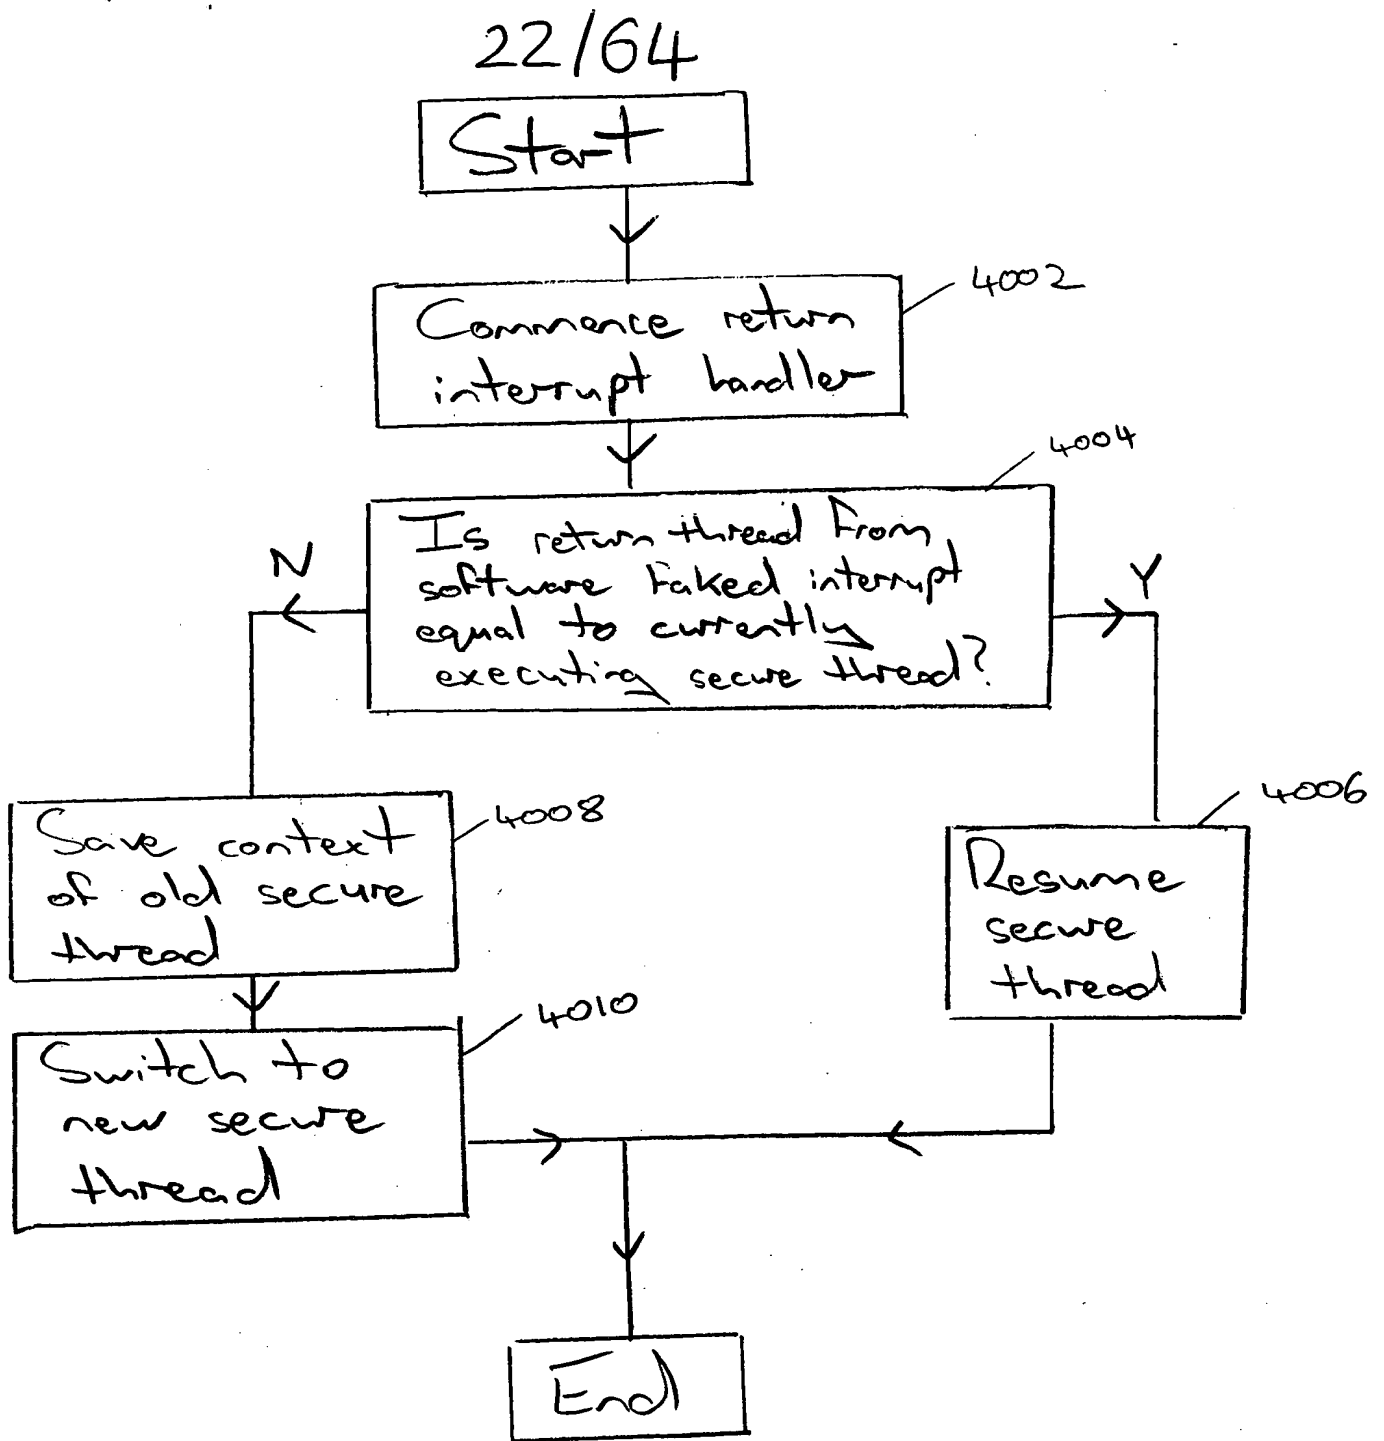 22/64
Start
4002
Commence return
interrupt handler
4004
Is return thread from
software faked interrupt
equal to currently
executing secure thread?
N
Y
4008
Save context
of old secure
thread
4006
Resume
secure
thread
4010
Switch to
new secure
thread
End